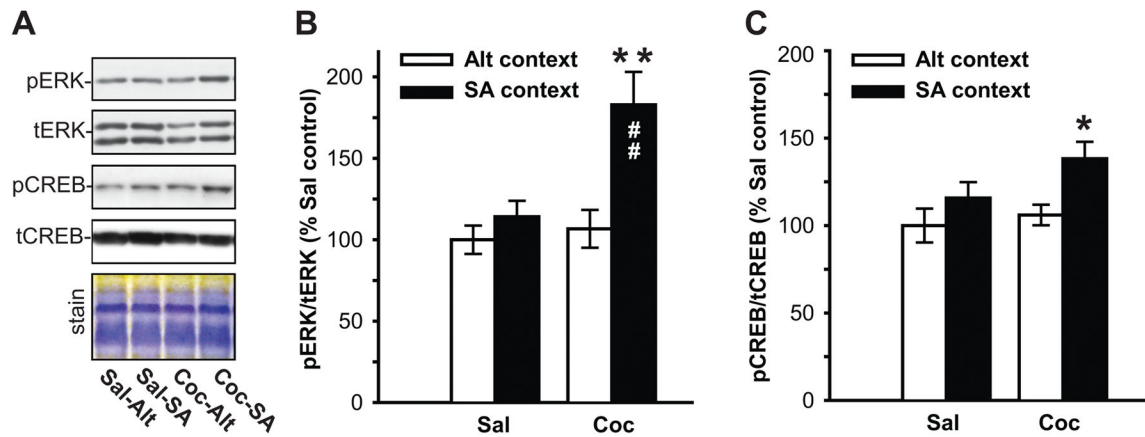 A
pERK-
tERK-
pCREB-
tCREB-
stain
Sal-Alt
Sal-SA
Coc-Alt
Coc-SA
B
pERK/tERK (% Sal control)
200
150
100
50
0
Alt context
SA context
* *
#
#
Sal Coc
C
pCREB/tCREB (% Sal control)
200
150
100
50
0
Alt context
SA context
*
Sal Coc